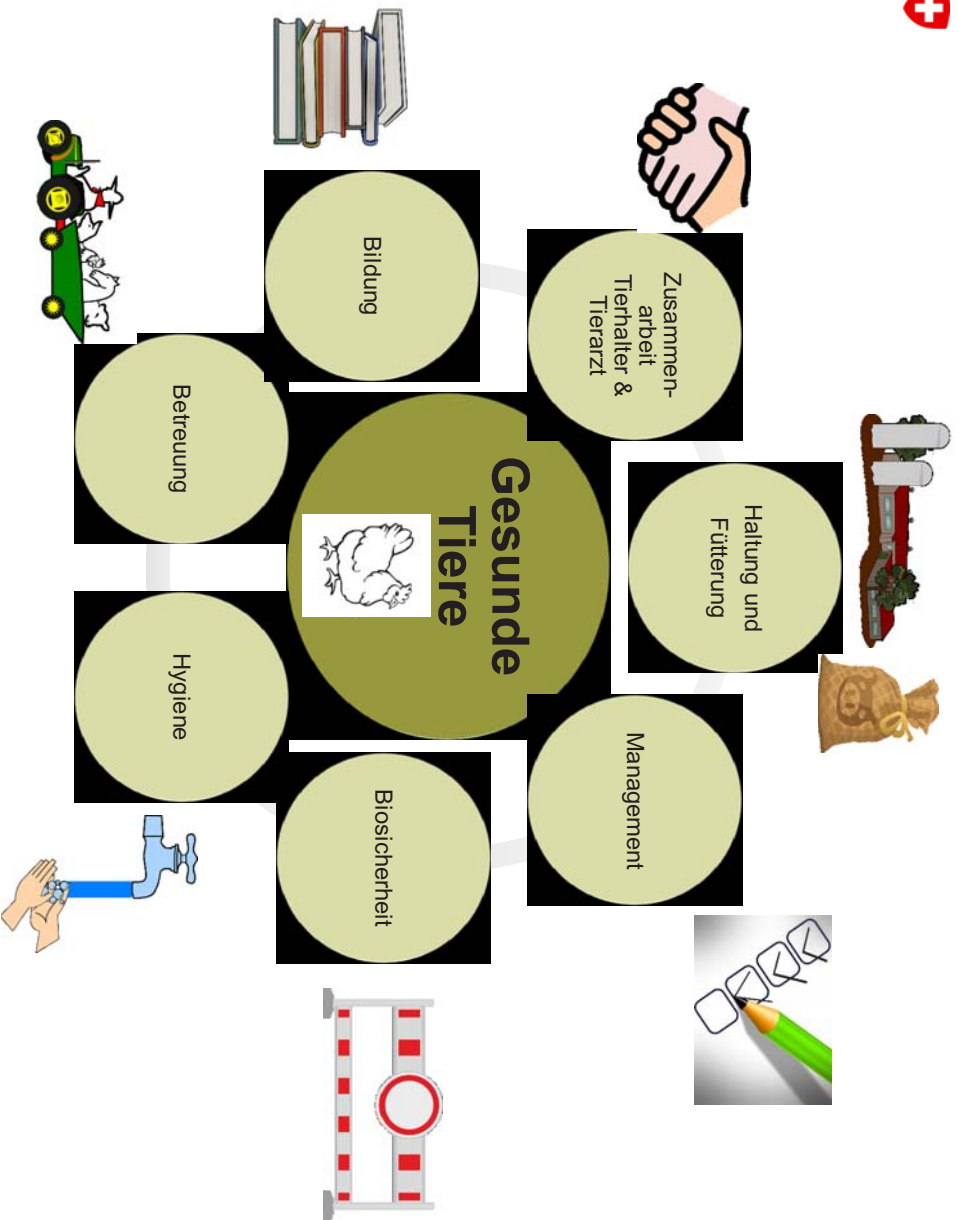 Gesunde
Tiere
Haltung und
Fütterung
Management
Biosicherheit
Hygiene
Betreuung
Bildung
Zusammen-
arbeit
Tierhalter &
Tierarzt